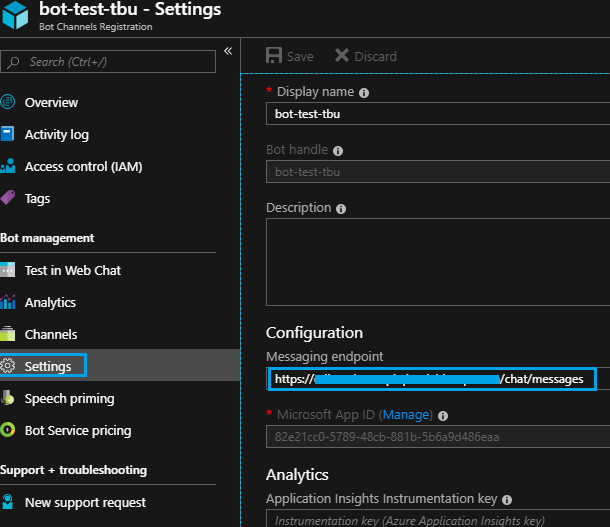 bot-test-tbu - Settings
Bot Channels Registration
Search (Ctrl+/)
«
Overview
Activity log
Access control (IAM)
Tags
Bot management
Test in Web Chat
Analytics
Channels
Settings
Speech priming
Bot Service pricing
Support + troubleshooting
New support request
Save
Discard
* Display name
bot-test-tbu
Bot handle
bot-test-tbu
Description
Configuration
Messaging endpoint
https:// /chat/messages
* Microsoft App ID (Manage)
82e21cc0-5789-48cb-881b-5b6a9d486eaa
Analytics
Application Insights Instrumentation key
Instrumentation key (Azure Application Insights key)